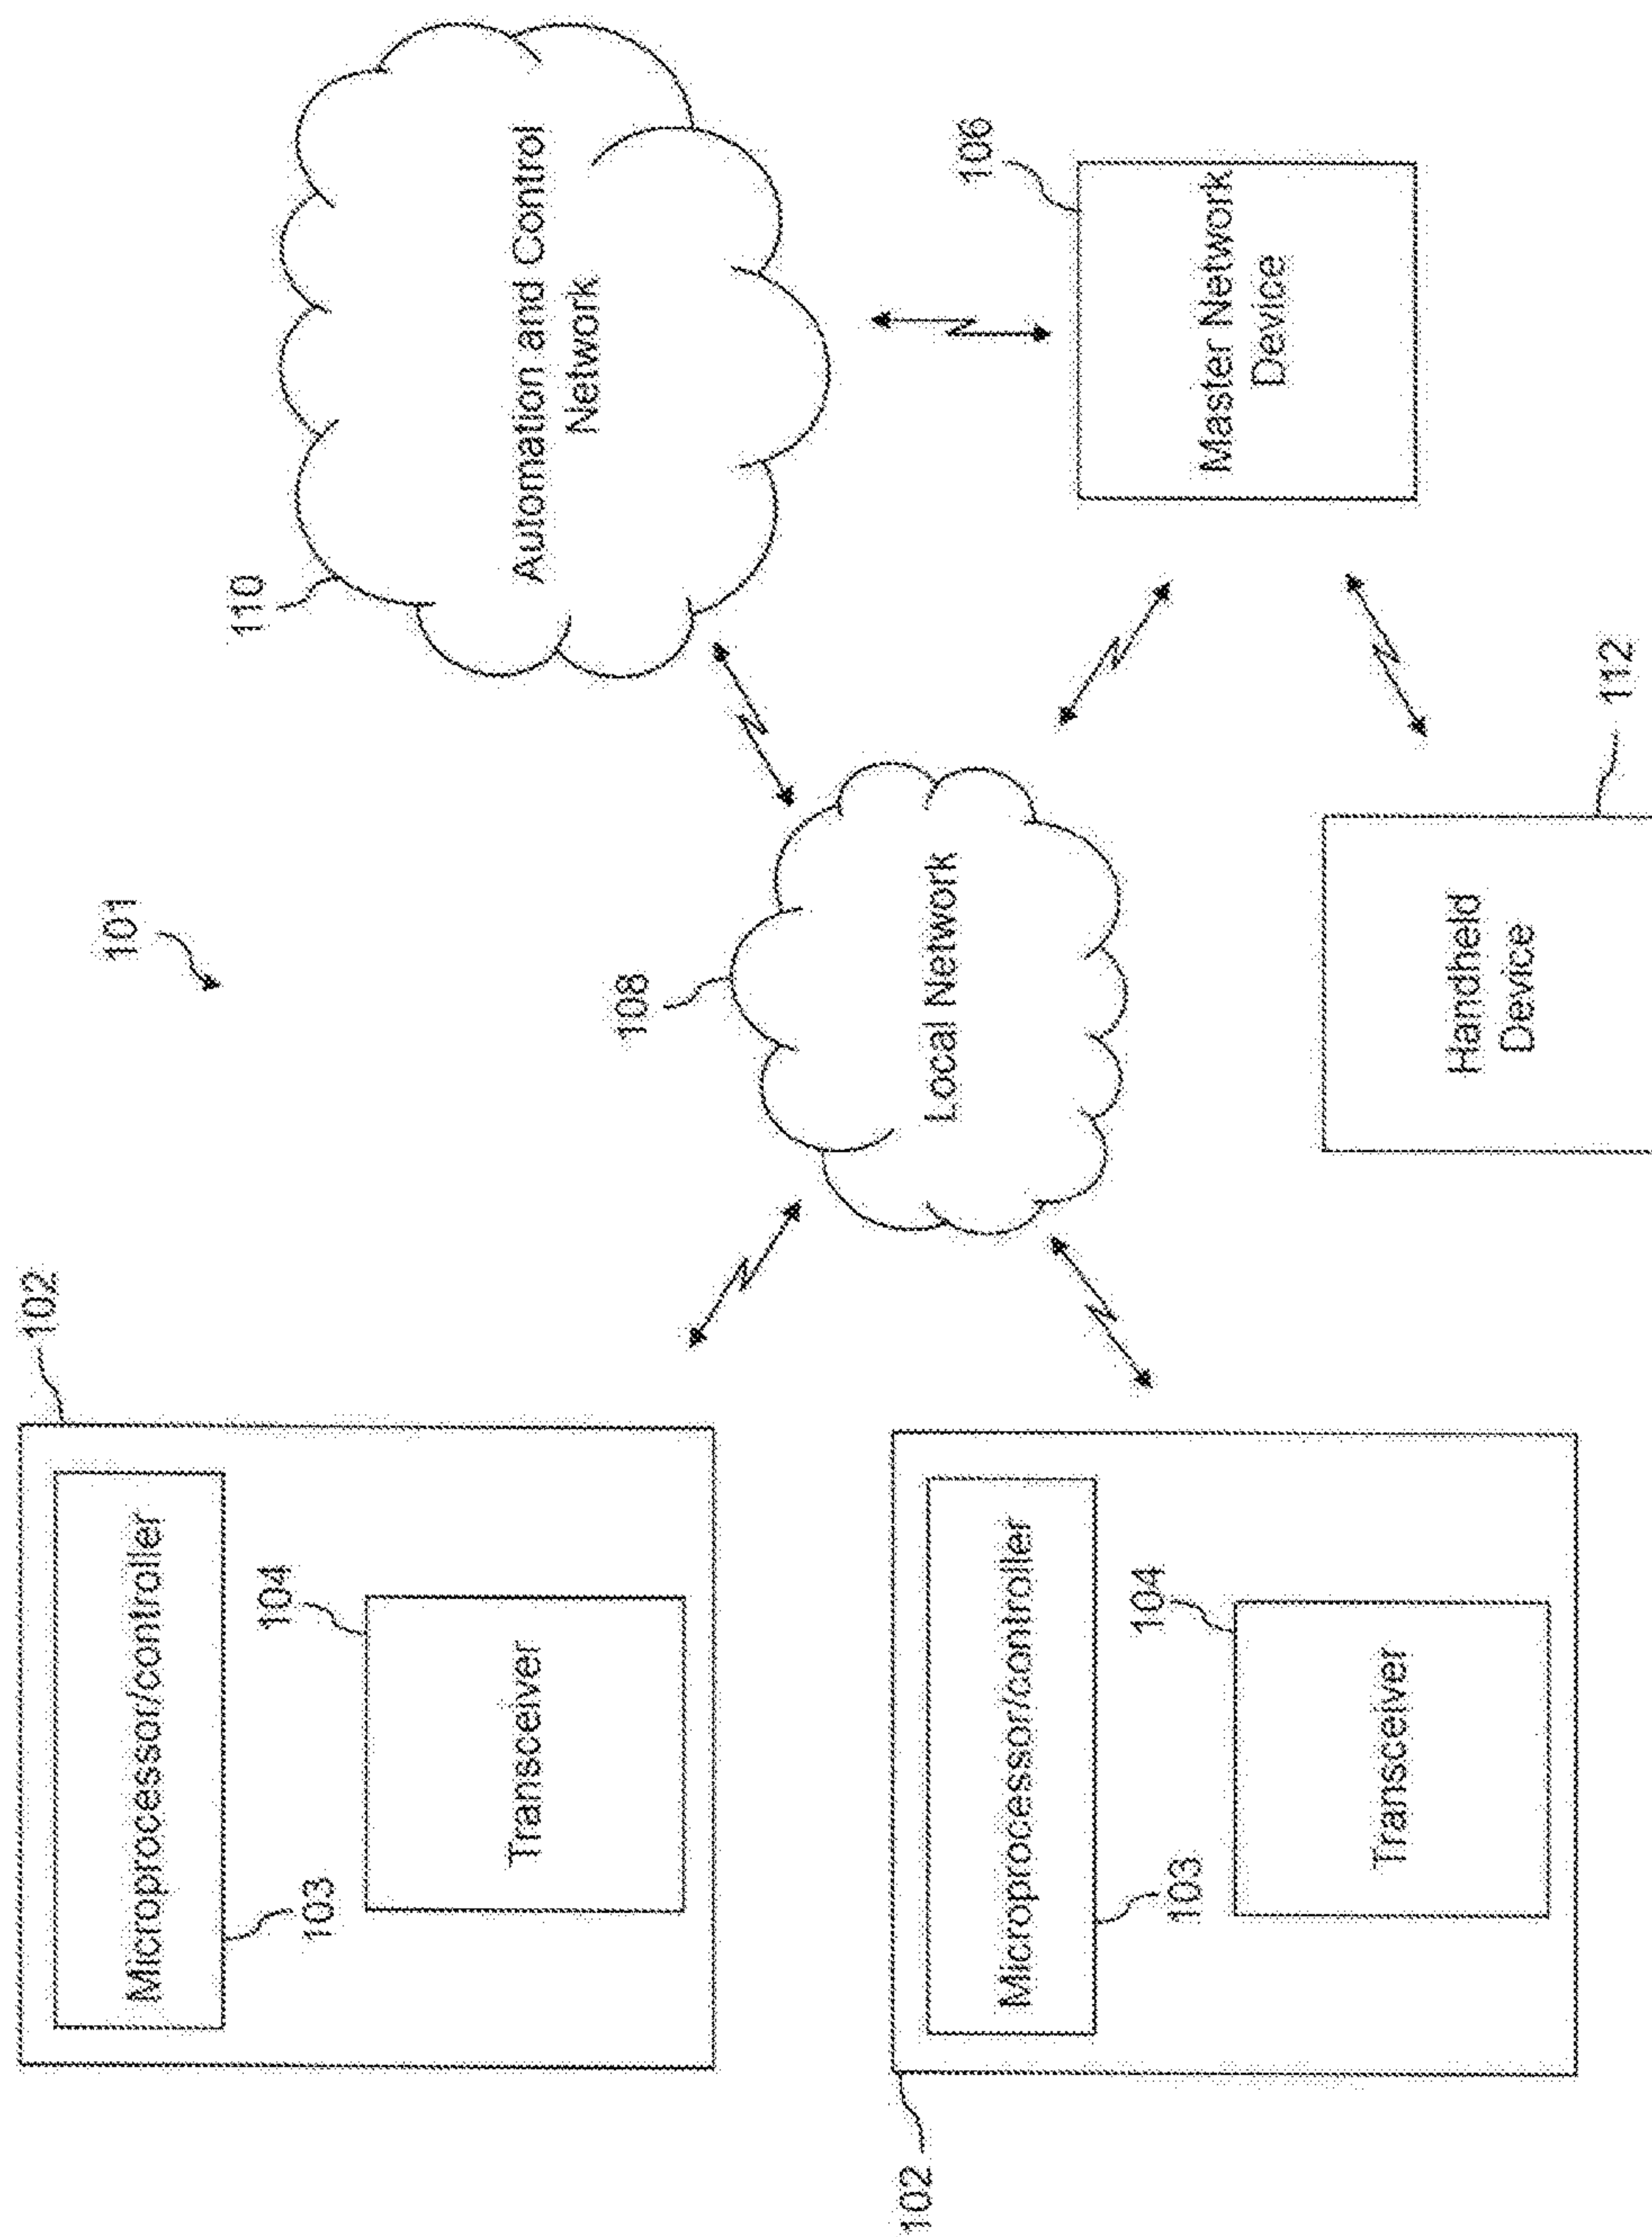 101
102
Microprocessor/controller
103
104
Transceiver
102
Microprocessor/controller
103
104
Transceiver
108
Local Network
110
Automation and Control
Network
106
Master Network
Device
112
Handheld
Device